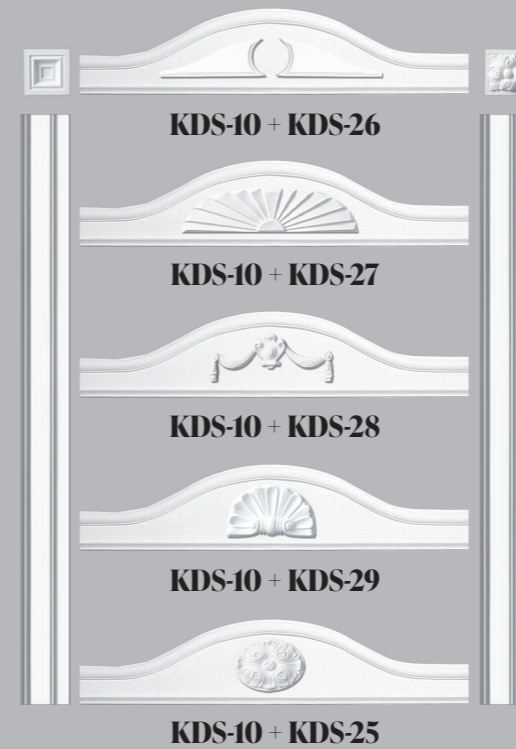 KDS-10 + KDS-26
KDS-10 + KDS-27
KDS-10 + KDS-28
KDS-10 + KDS-29
KDS-10 + KDS-25